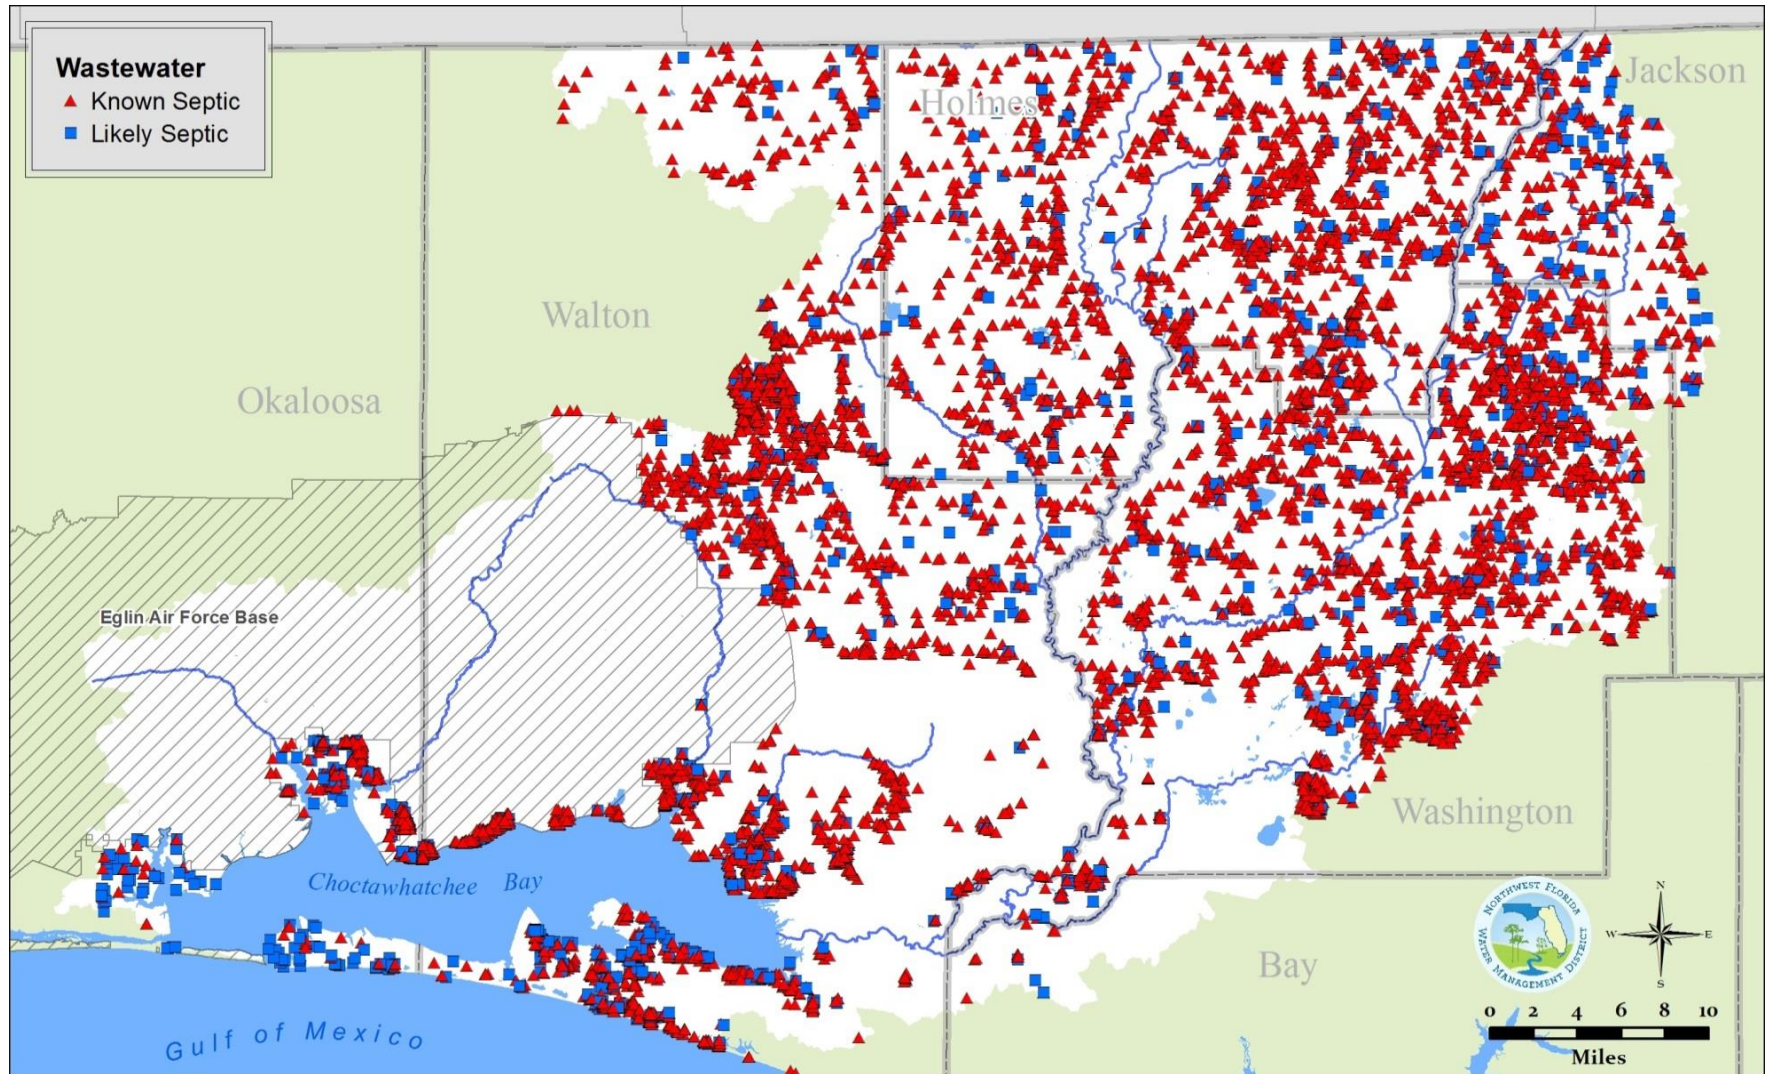 Wastewater
Known Septic
Likely Septic
Jackson
Holmes
Walton
Okaloosa
Eglin Air Force Base
Washington
Choctawhatchee Bay
Bay
Gulf of Mexico
NORTHWEST FLORIDA
WATER MANAGEMENT DISTRICT
N
W E
S
0 2 4 6 8 10
Miles